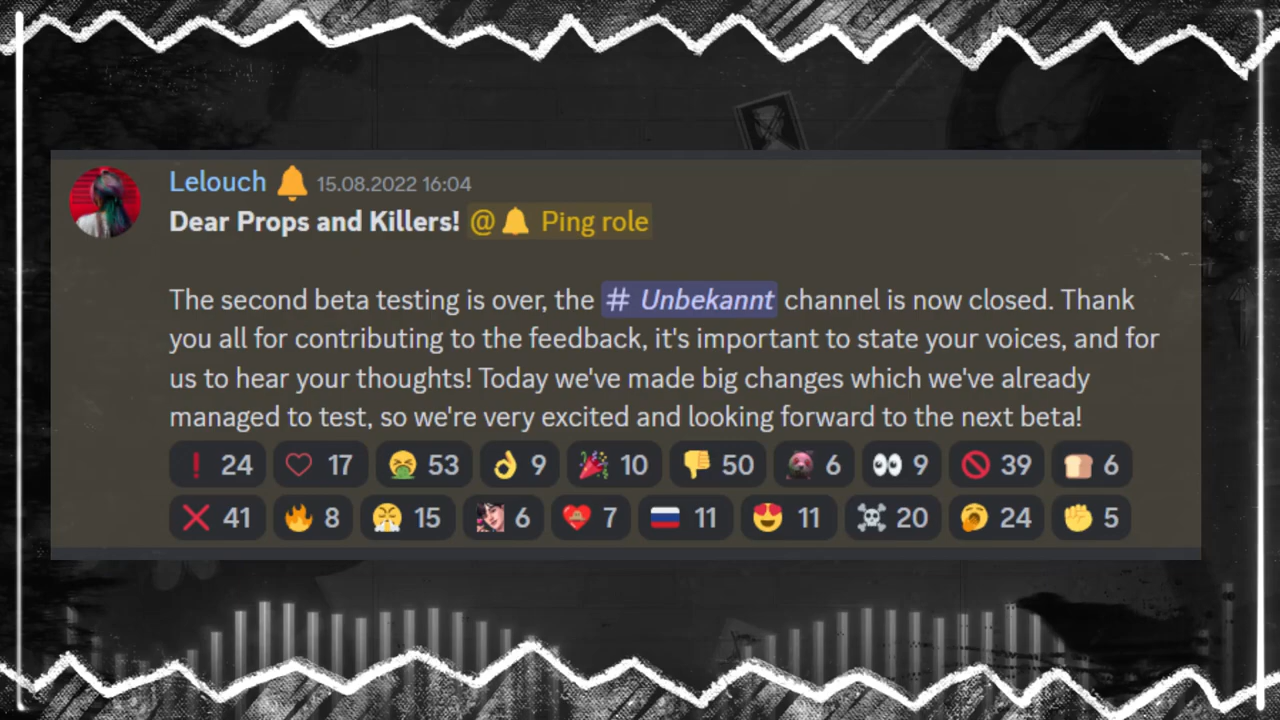 Lelouch 🔔 15.08.2022 16:04
Dear Props and Killers! @🔔 Ping role
The second beta testing is over, the # Unbekannt channel is now closed. Thank
you all for contributing to the feedback, it's important to state your voices, and for
us to hear your thoughts! Today we've made big changes which we've already
managed to test, so we're very excited and looking forward to the next beta!
24 17 53 9 10 50 6 9 39 6
41 8 15 6 7 11 11 20 24 5